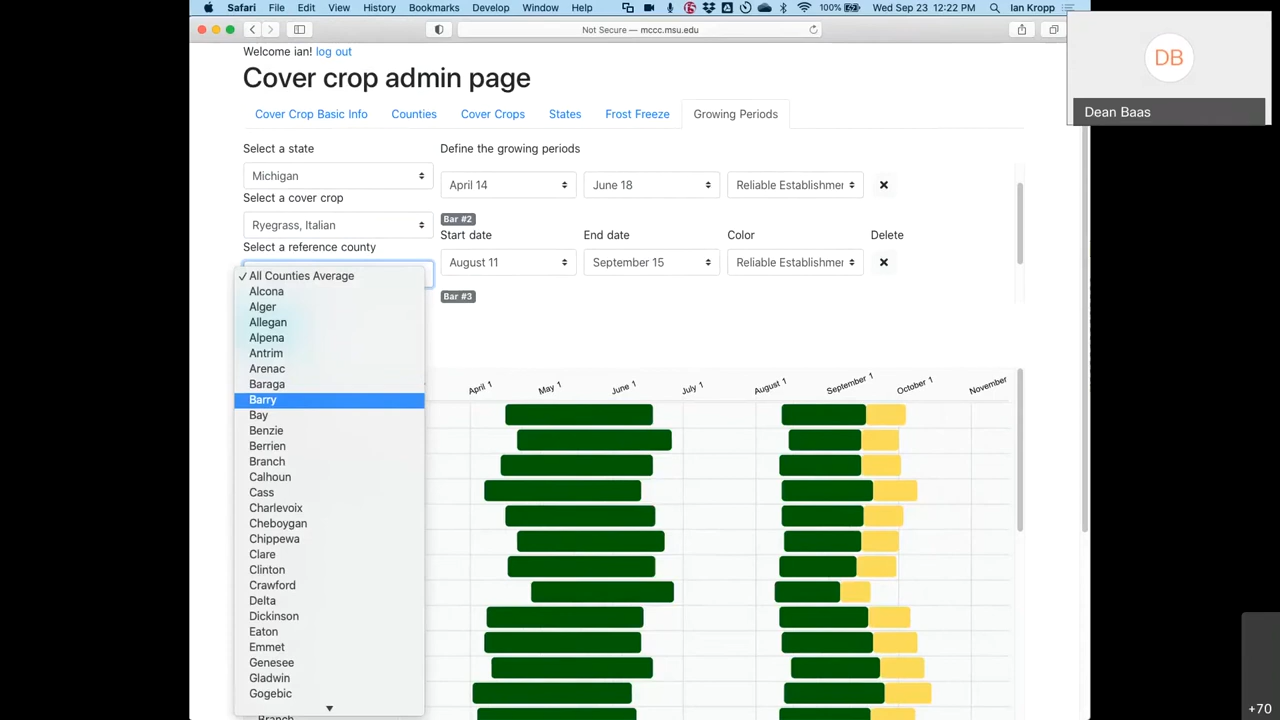 Safari File Edit View History Bookmarks Develop Window Help 100% Wed Sep 23 12:22 PM Ian Kropp
Not Secure — mccc.msu.edu
Welcome ian! log out
Cover crop admin page
Cover Crop Basic Info Counties Cover Crops States Frost Freeze Growing Periods
Select a state
Michigan
Select a cover crop
Ryegrass, Italian
Select a reference county
Define the growing periods
April 14 June 18 Reliable Establishmer
Bar #2
Start date End date Color Delete
August 11 September 15 Reliable Establishmer
Bar #3
✓ All Counties Average
Alcona
Alger
Allegan
Alpena
Antrim
Arenac
Baraga
Barry
Bay
Benzie
Berrien
Branch
Calhoun
Cass
Charlevoix
Cheboygan
Chippewa
Clare
Clinton
Crawford
Delta
Dickinson
Eaton
Emmet
Genesee
Gladwin
Gogebic
Branch
April 1 May 1 June 1 July 1 August 1 September 1 October 1 November
DB
Dean Baas
+70